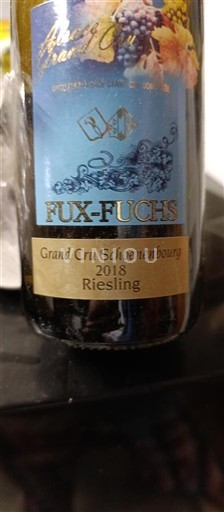 Alsace
Grand Cru
FUX-FUCHS
Grand Cru Schoenenbourg
2018
Riesling